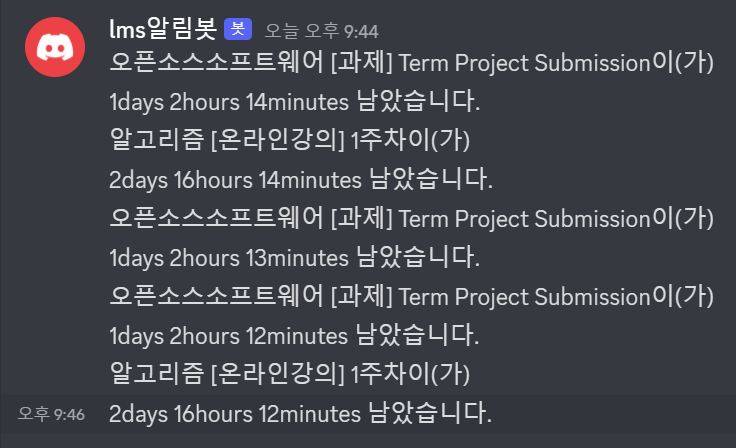 lms알림봇 봇 오늘 오후 9:44
오픈소스소프트웨어 [과제] Term Project Submission이(가)
1days 2hours 14minutes 남았습니다.
알고리즘 [온라인강의] 1주차이(가)
2days 16hours 14minutes 남았습니다.
오픈소스소프트웨어 [과제] Term Project Submission이(가)
1days 2hours 13minutes 남았습니다.
오픈소스소프트웨어 [과제] Term Project Submission이(가)
1days 2hours 12minutes 남았습니다.
알고리즘 [온라인강의] 1주차이(가)
오후 9:46 2days 16hours 12minutes 남았습니다.